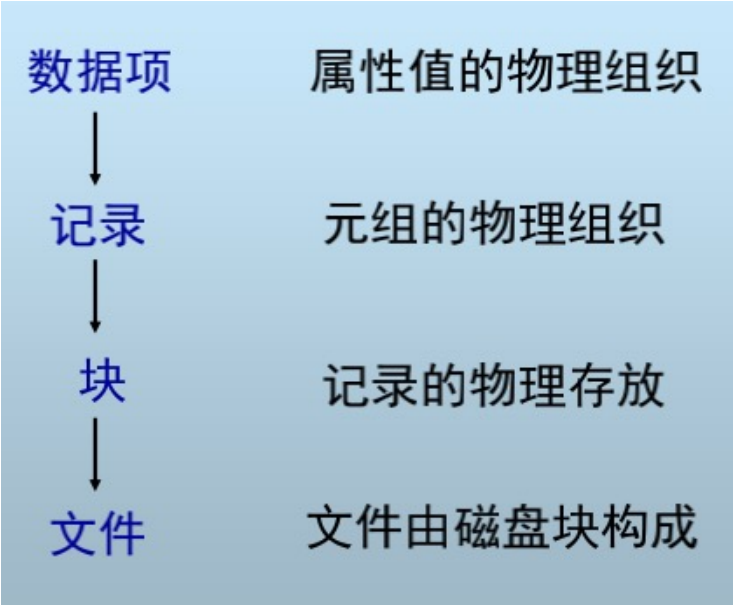 数据项 属性值的物理组织
记录 元组的物理组织
块 记录的物理存放
文件 文件由磁盘块构成